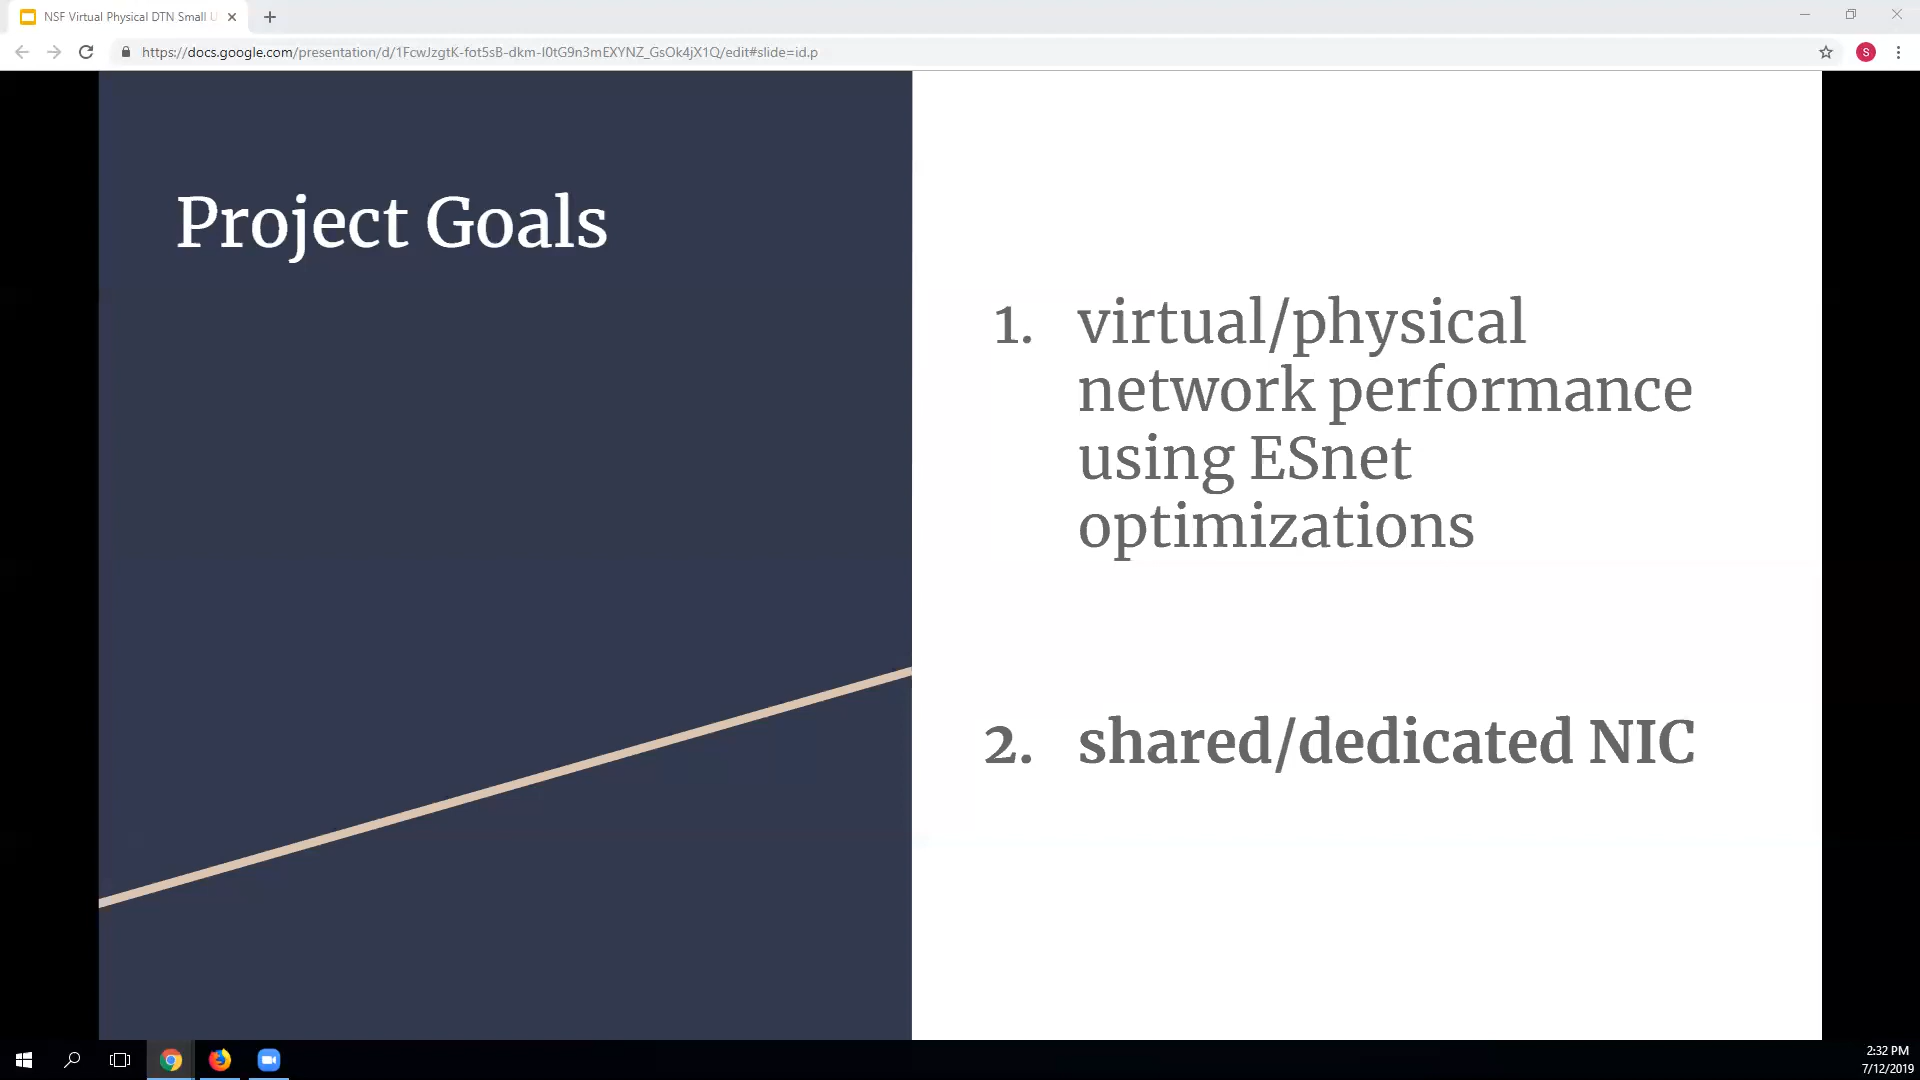 NSF Virtual Physical DTN Small U
https://docs.google.com/presentation/d/1FcwJzgtK-fot5sB-dkm-I0tG9n3mEXYNZ_GsOk4jX1Q/edit#slide=id.p
S
Project Goals
1. virtual/physical
network performance
using ESnet
optimizations
2. shared/dedicated NIC
2:32 PM
7/12/2019